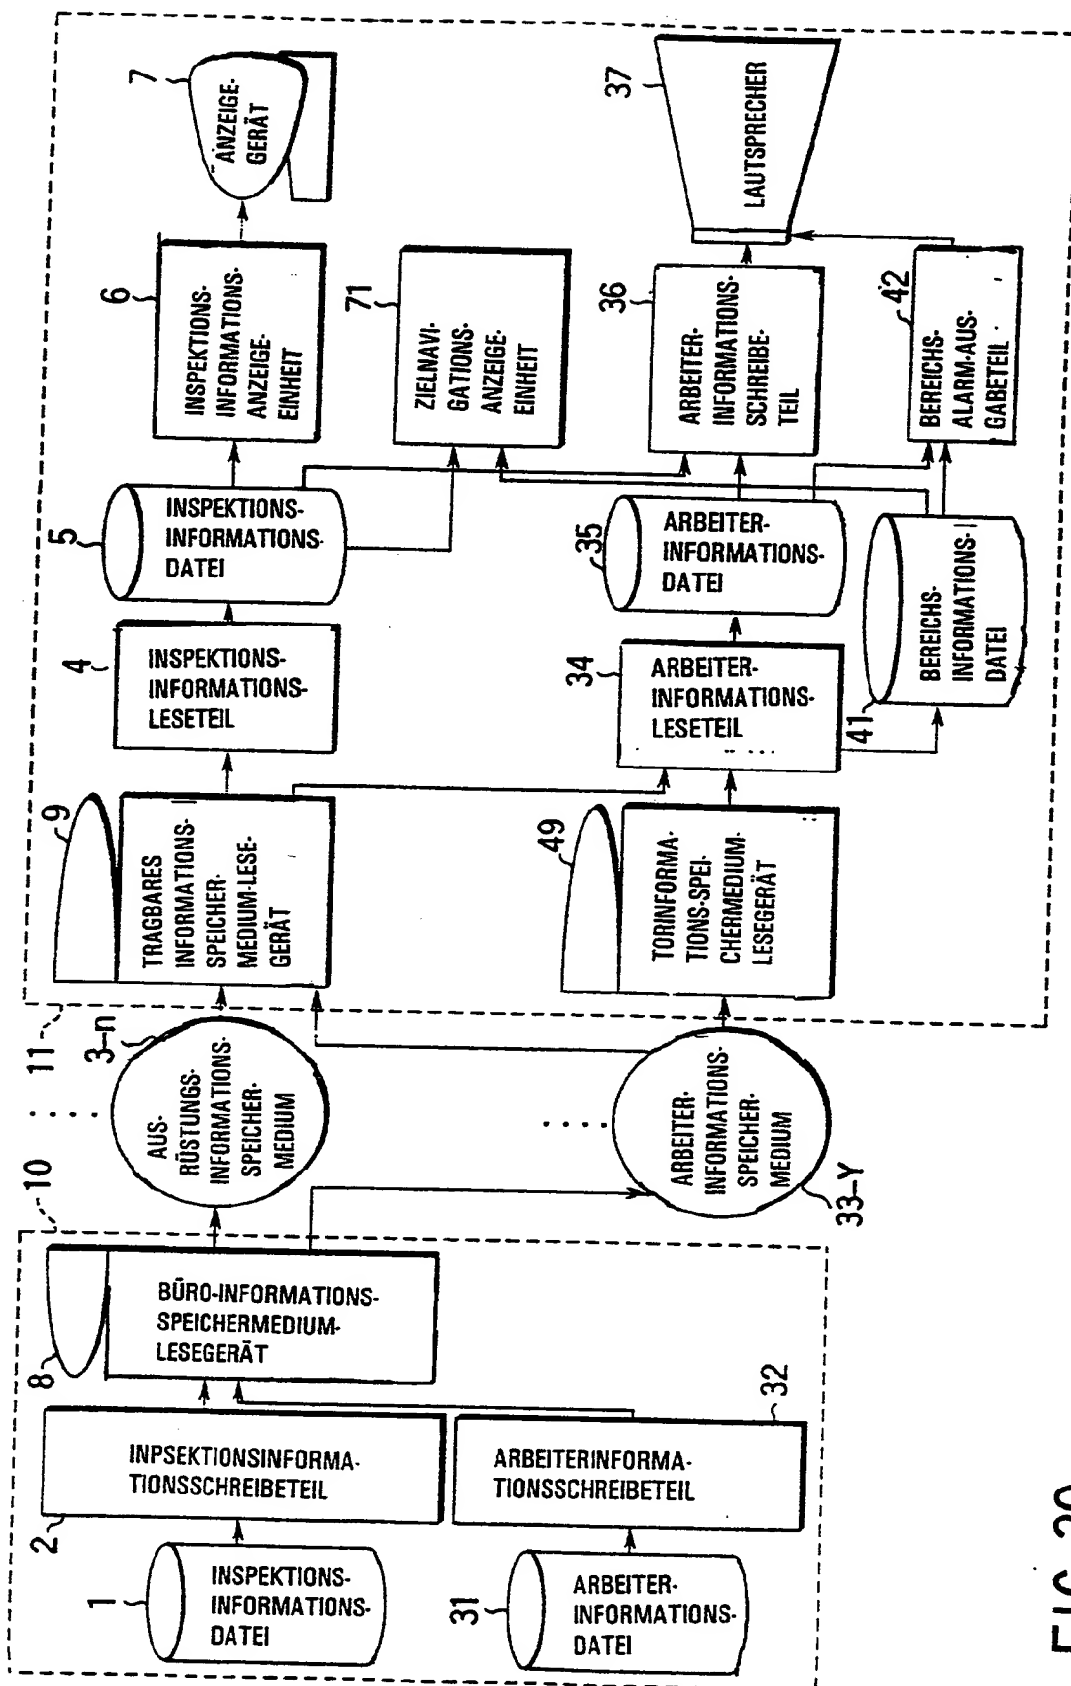 10
8
BÜRO-INFORMATIONS-
SPEICHERMEDIUM-
LESEGERÄT
2
INPSEKTIONSINFORMA-
TIONSSCHREIBETEIL
32
ARBEITERINFORMA-
TIONSSCHREIBETEIL
1
INSPEKTIONS-
INFORMATIONS-
DATEI
31
ARBEITER-
INFORMATIONS-
DATEI
3-n
AUS-
RÜSTUNGS-
INFORMATIONS-
SPEICHER-
MEDIUM
33-Y
ARBEITER-
INFORMATIONS-
SPEICHER-
MEDIUM
11
9
TRAGBARES
INFORMATIONS-
SPEICHER-
MEDIUM-LESE-
GERÄT
49
TORINFORMA-
TIONS-SPEI-
CHERMEDIUM-
LESEGERÄT
4
INSPEKTIONS-
INFORMATIONS-
LESETEIL
34
ARBEITER-
INFORMATIONS-
LESETEIL
5
INSPEKTIONS-
INFORMATIONS-
DATEI
35
ARBEITER-
INFORMATIONS-
DATEI
41
BEREICHS-
INFORMATIONS-
DATEI
6
INSPEKTIONS-
INFORMATIONS-
ANZEIGE-
EINHEIT
71
ZIELNAVI-
GATIONS-
ANZEIGE-
EINHEIT
36
ARBEITER-
INFORMATIONS-
SCHREIBE-
TEIL
42
BEREICHS-
ALARM-AUS-
GABETEIL
7
ANZEIGE-
GERÄT
37
LAUTSPRECHER